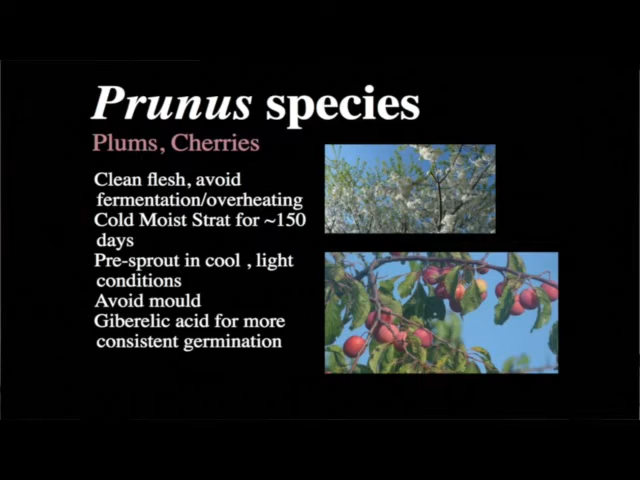 Prunus species
Plums, Cherries
Clean flesh, avoid
fermentation/overheating
Cold Moist Strat for ~150
days
Pre-sprout in cool , light
conditions
Avoid mould
Giberelic acid for more
consistent germination